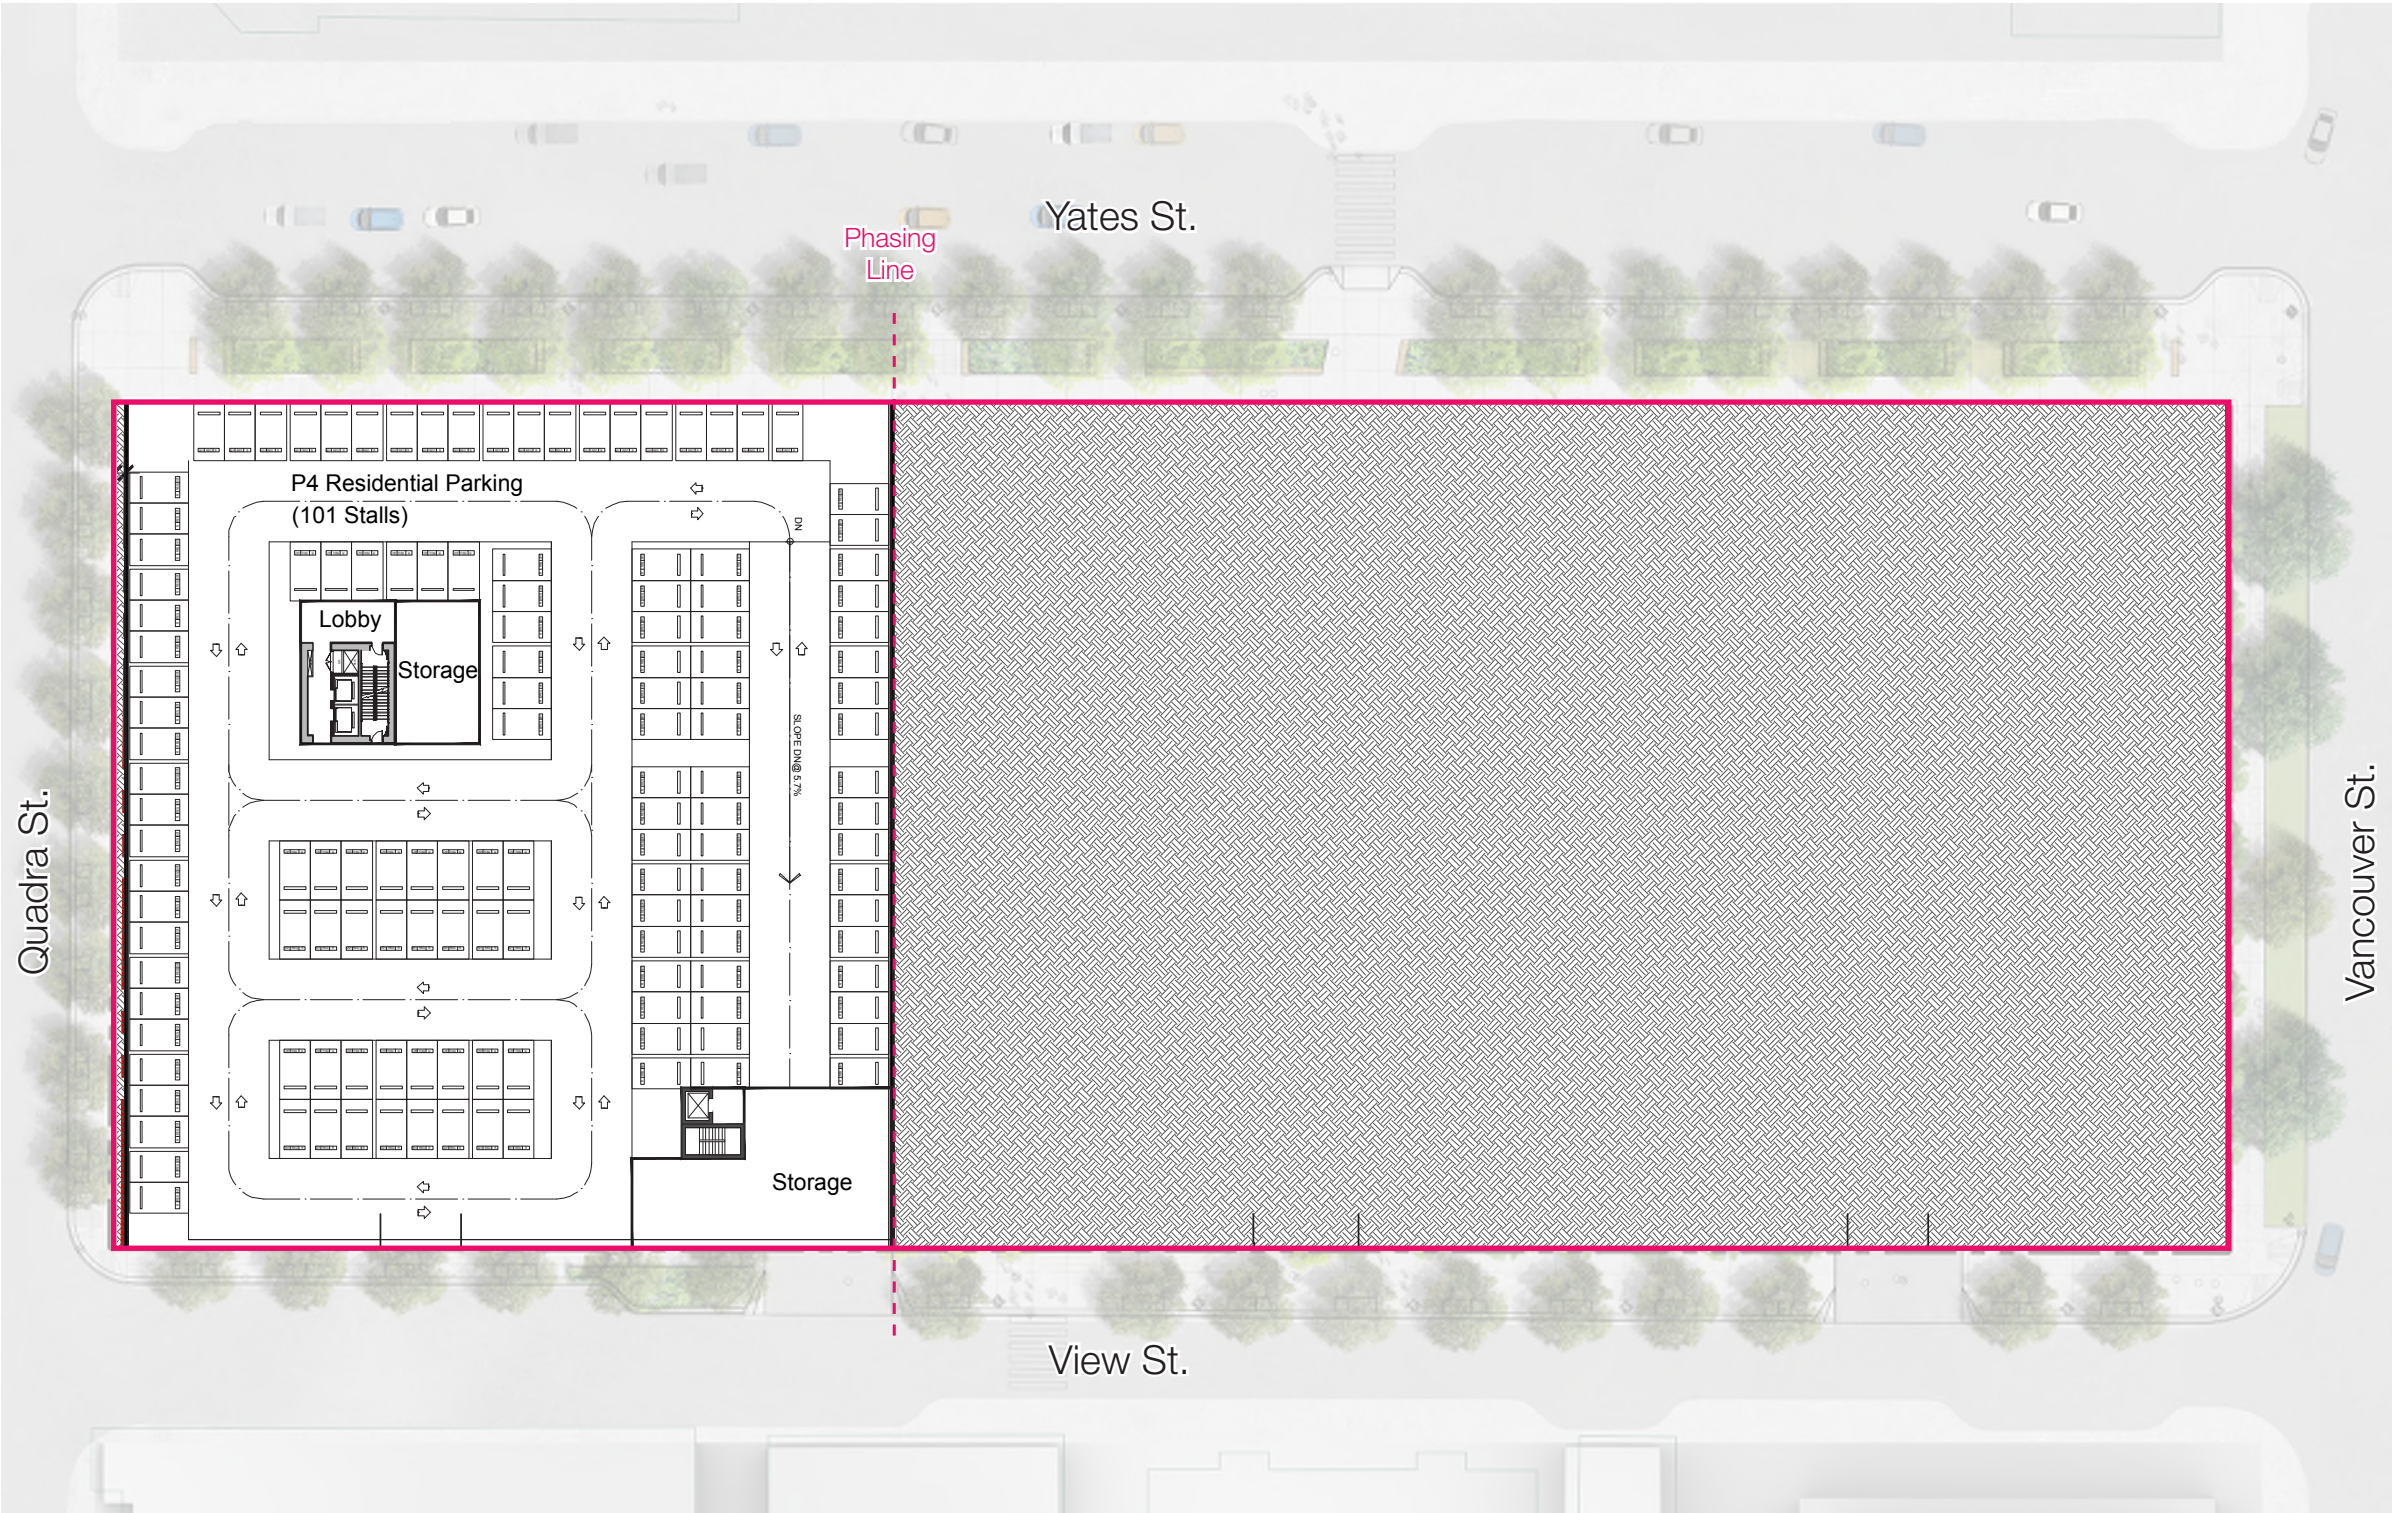 Yates St.
Phasing
Line
P4 Residential Parking
(101 Stalls)
DN
Lobby
Storage
SLOPE DN@ 5.7%
Quadra St.
Vancouver St.
Storage
View St.